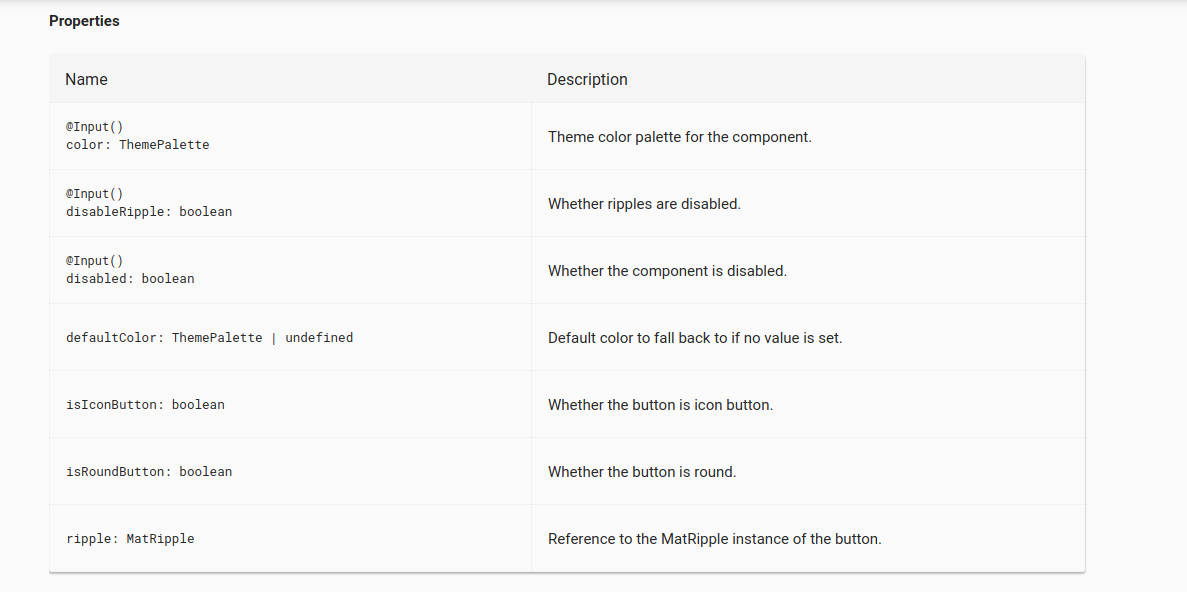 Properties
Name Description
@Input()
color: ThemePalette
Theme color palette for the component.
@Input()
disableRipple: boolean
Whether ripples are disabled.
@Input()
disabled: boolean
Whether the component is disabled.
defaultColor: ThemePalette | undefined
Default color to fall back to if no value is set.
isIconButton: boolean
Whether the button is icon button.
isRoundButton: boolean
Whether the button is round.
ripple: MatRipple
Reference to the MatRipple instance of the button.